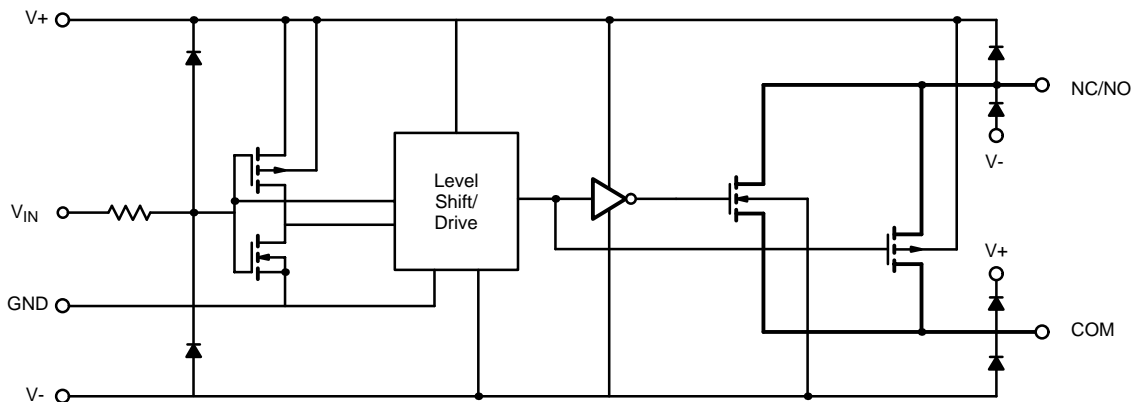 V+
NC/NO
V-
Level
Shift/
Drive
VIN
V+
GND
COM
V-